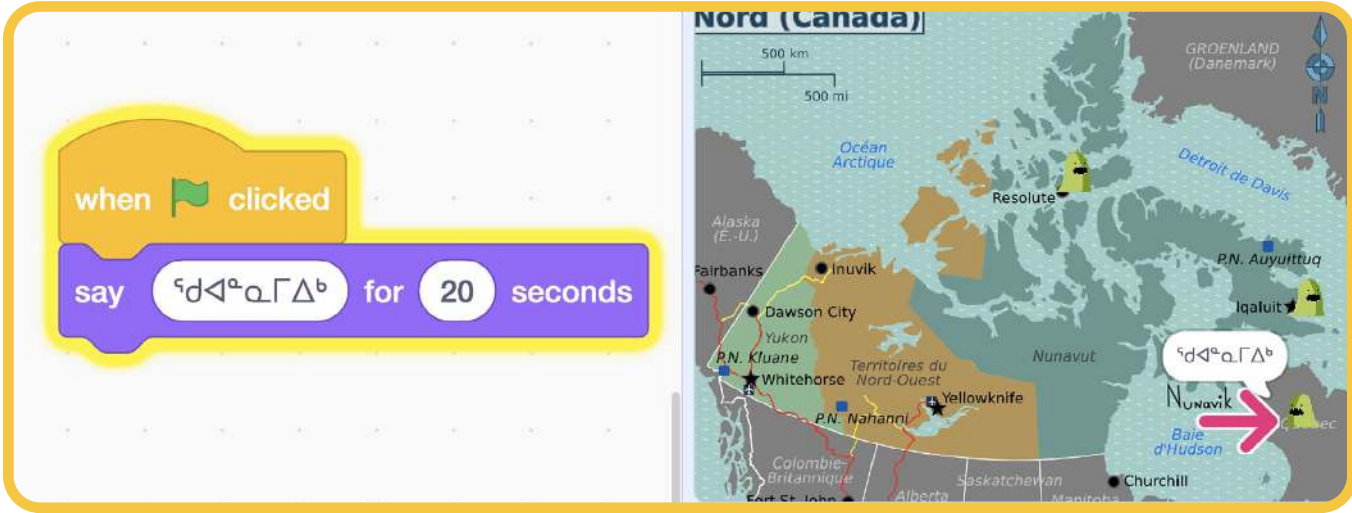 when clicked
say ᕐᑯᐊᓐᓇᒥᐃᒃ for 20 seconds
Nord (Canada)
500 km
500 mi
GROENLAND
(Danemark)
N
Océan
Arctique
Détroit de Davis
Resolute
Alaska
(É.-U.)
P.N. Auyuittuq
Fairbanks
Inuvik
Iqaluit
Dawson City
Yukon
P.N. Kluane
Whitehorse
Territoires du
Nord-Ouest
Nunavut
ᕐᑯᐊᓐᓇᒥᐃᒃ
Nunavik
Yellowknife
P.N. Nahanni
Baie
d'Hudson
Colombie-
Britannique
Saskatchewan
Churchill
Fort St. John
Alberta
Manitoba